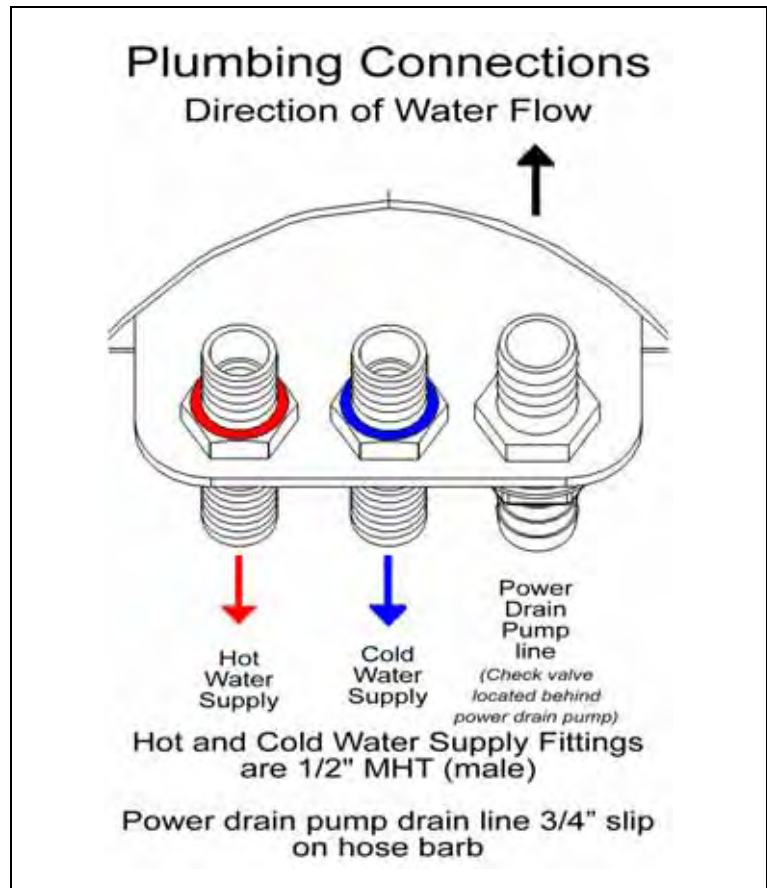 Plumbing Connections
Direction of Water Flow
Hot
Water
Supply
Cold
Water
Supply
Power
Drain
Pump
line
(Check valve
located behind
power drain pump)
Hot and Cold Water Supply Fittings
are 1/2" MHT (male)
Power drain pump drain line 3/4” slip
on hose barb